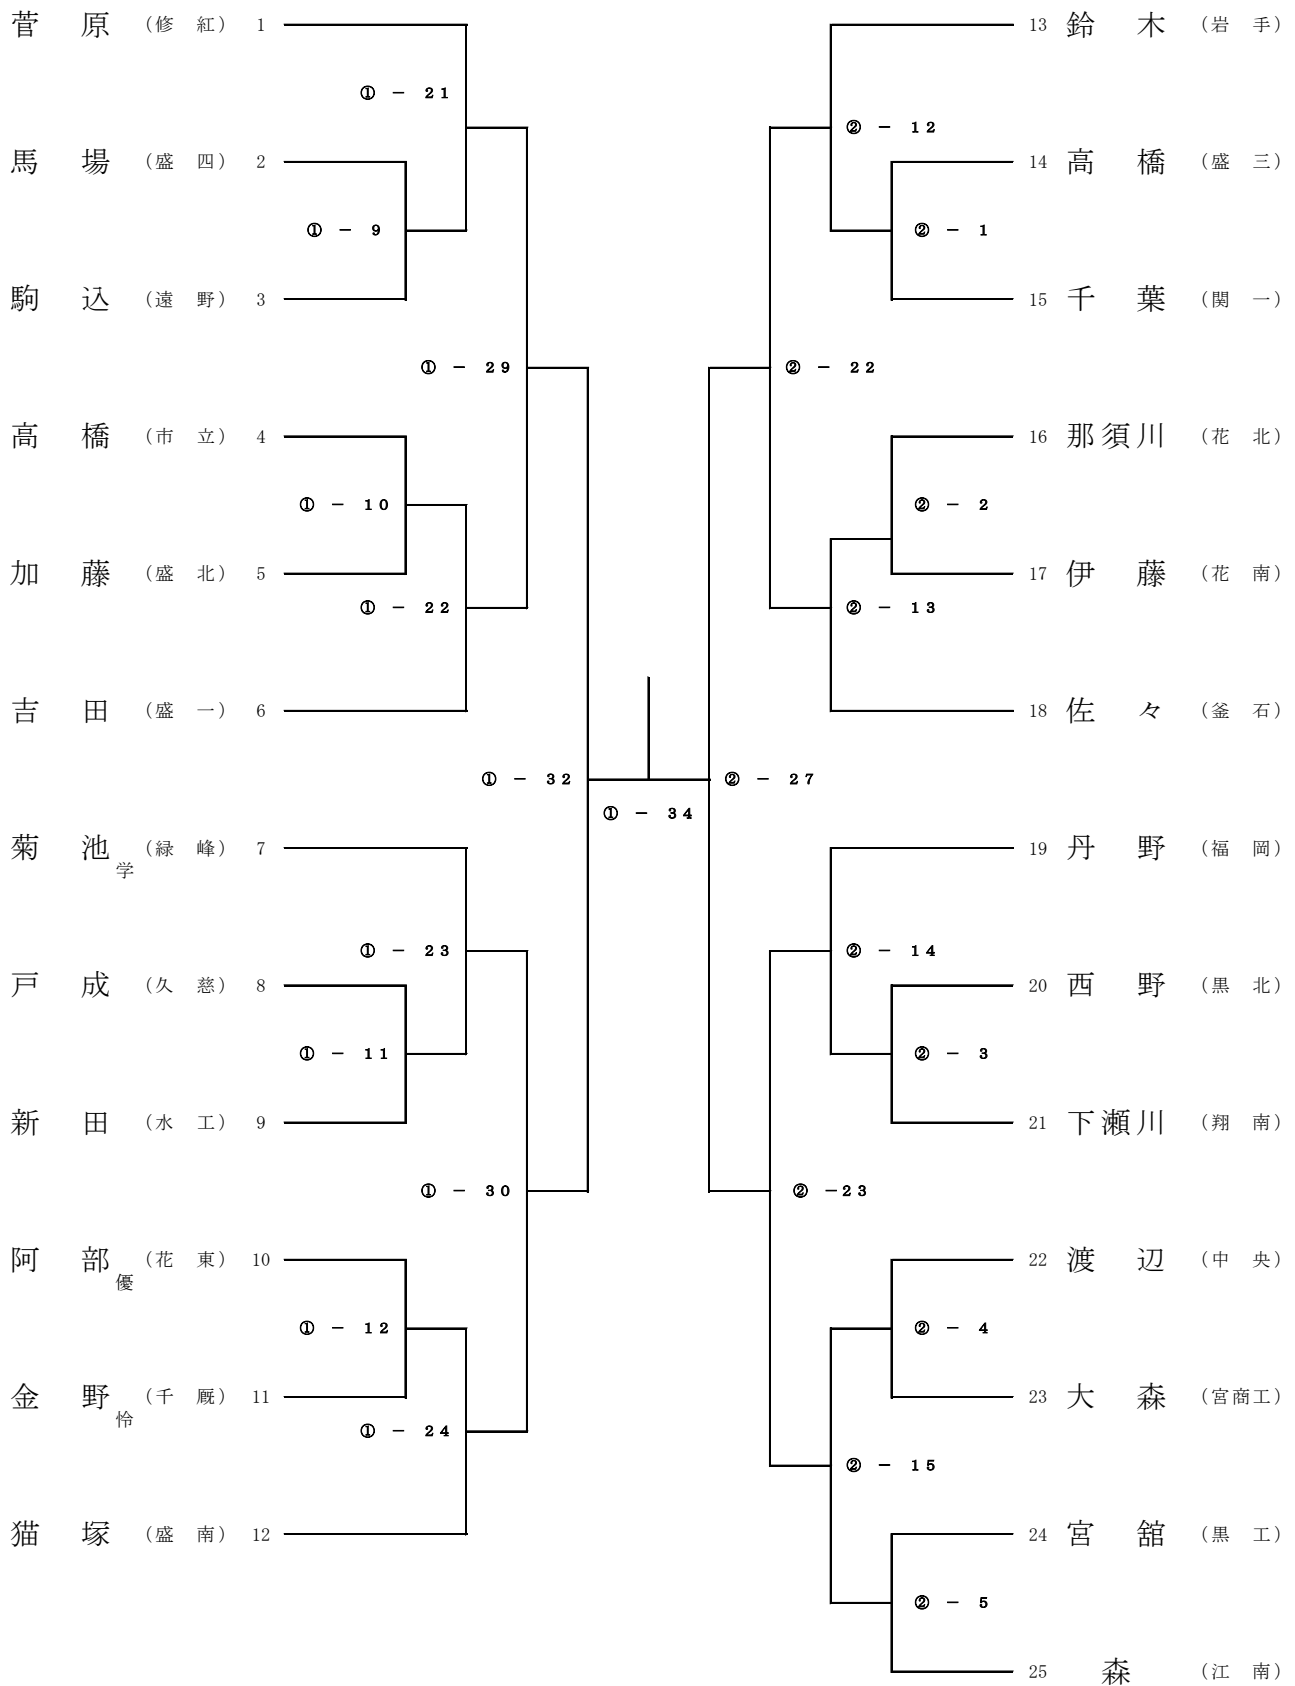 菅原 （修 紅） 1
① － 21
馬場 （盛 四） 2
① － 9
駒込 （遠 野） 3
① － 29
高橋 （市 立） 4
① － 10
加藤 （盛 北） 5
① － 22
吉田 （盛 一） 6
① － 32
菊池 学 （緑 峰） 7
① － 23
戸成 （久 慈） 8
① － 11
新田 （水 工） 9
① － 30
阿部 優 （花 東） 10
① － 12
金野 怜 （千 厩） 11
① － 24
猫塚 （盛 南） 12
① － 34
13 鈴木 （岩 手）
② － 12
14 高橋 （盛 三）
② － 1
15 千葉 （関 一）
② － 22
16 那須川 （花 北）
② － 2
17 伊藤 （花 南）
② － 13
18 佐々 （釜 石）
② － 27
19 丹野 （福 岡）
② － 14
20 西野 （黒 北）
② － 3
21 下瀬川 （翔 南）
② －23
22 渡辺 （中 央）
② － 4
23 大森 （宮商工）
② － 15
24 宮舘 （黒 工）
② － 5
25 森 （江 南）